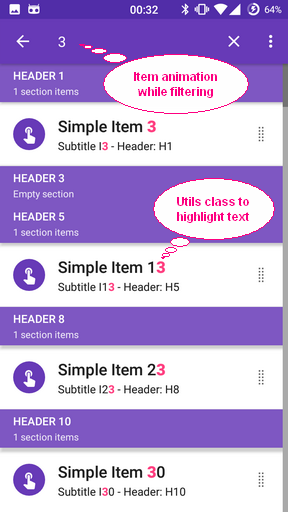 00:32
64%
3
Item animation
while filtering
HEADER 1
1 section items
Simple Item 3
Subtitle I3 - Header: H1
HEADER 3
Empty section
HEADER 5
1 section items
Utils class to
highlight text
Simple Item 13
Subtitle I13 - Header: H5
HEADER 8
1 section items
Simple Item 23
Subtitle I23 - Header: H8
HEADER 10
1 section items
Simple Item 30
Subtitle I30 - Header: H10